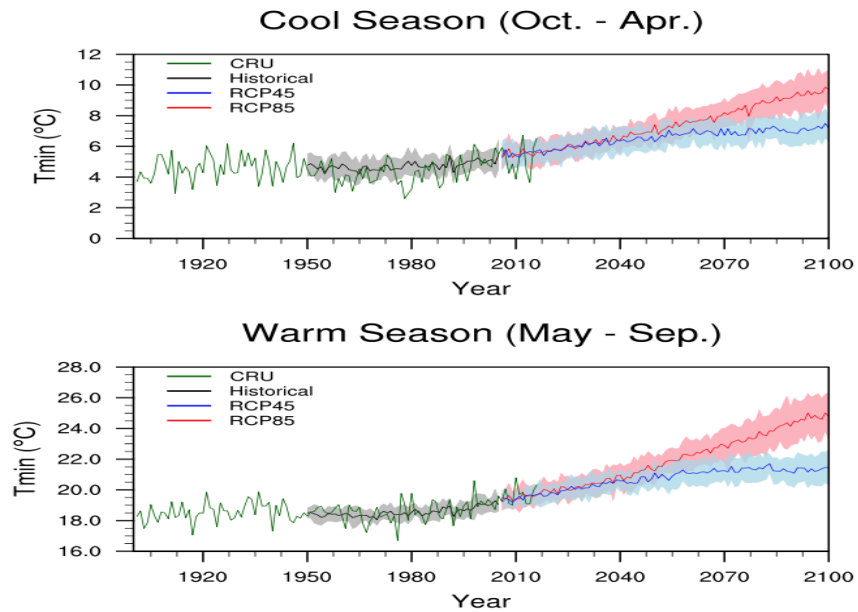 Cool Season (Oct. - Apr.)
12
10
8
6
4
2
0
Tmin (ºC)
CRU
Historical
RCP45
RCP85
1920 1950 1980 2010 2040 2070 2100
Year
Warm Season (May - Sep.)
28.0
26.0
24.0
22.0
20.0
18.0
16.0
Tmin (ºC)
CRU
Historical
RCP45
RCP85
1920 1950 1980 2010 2040 2070 2100
Year